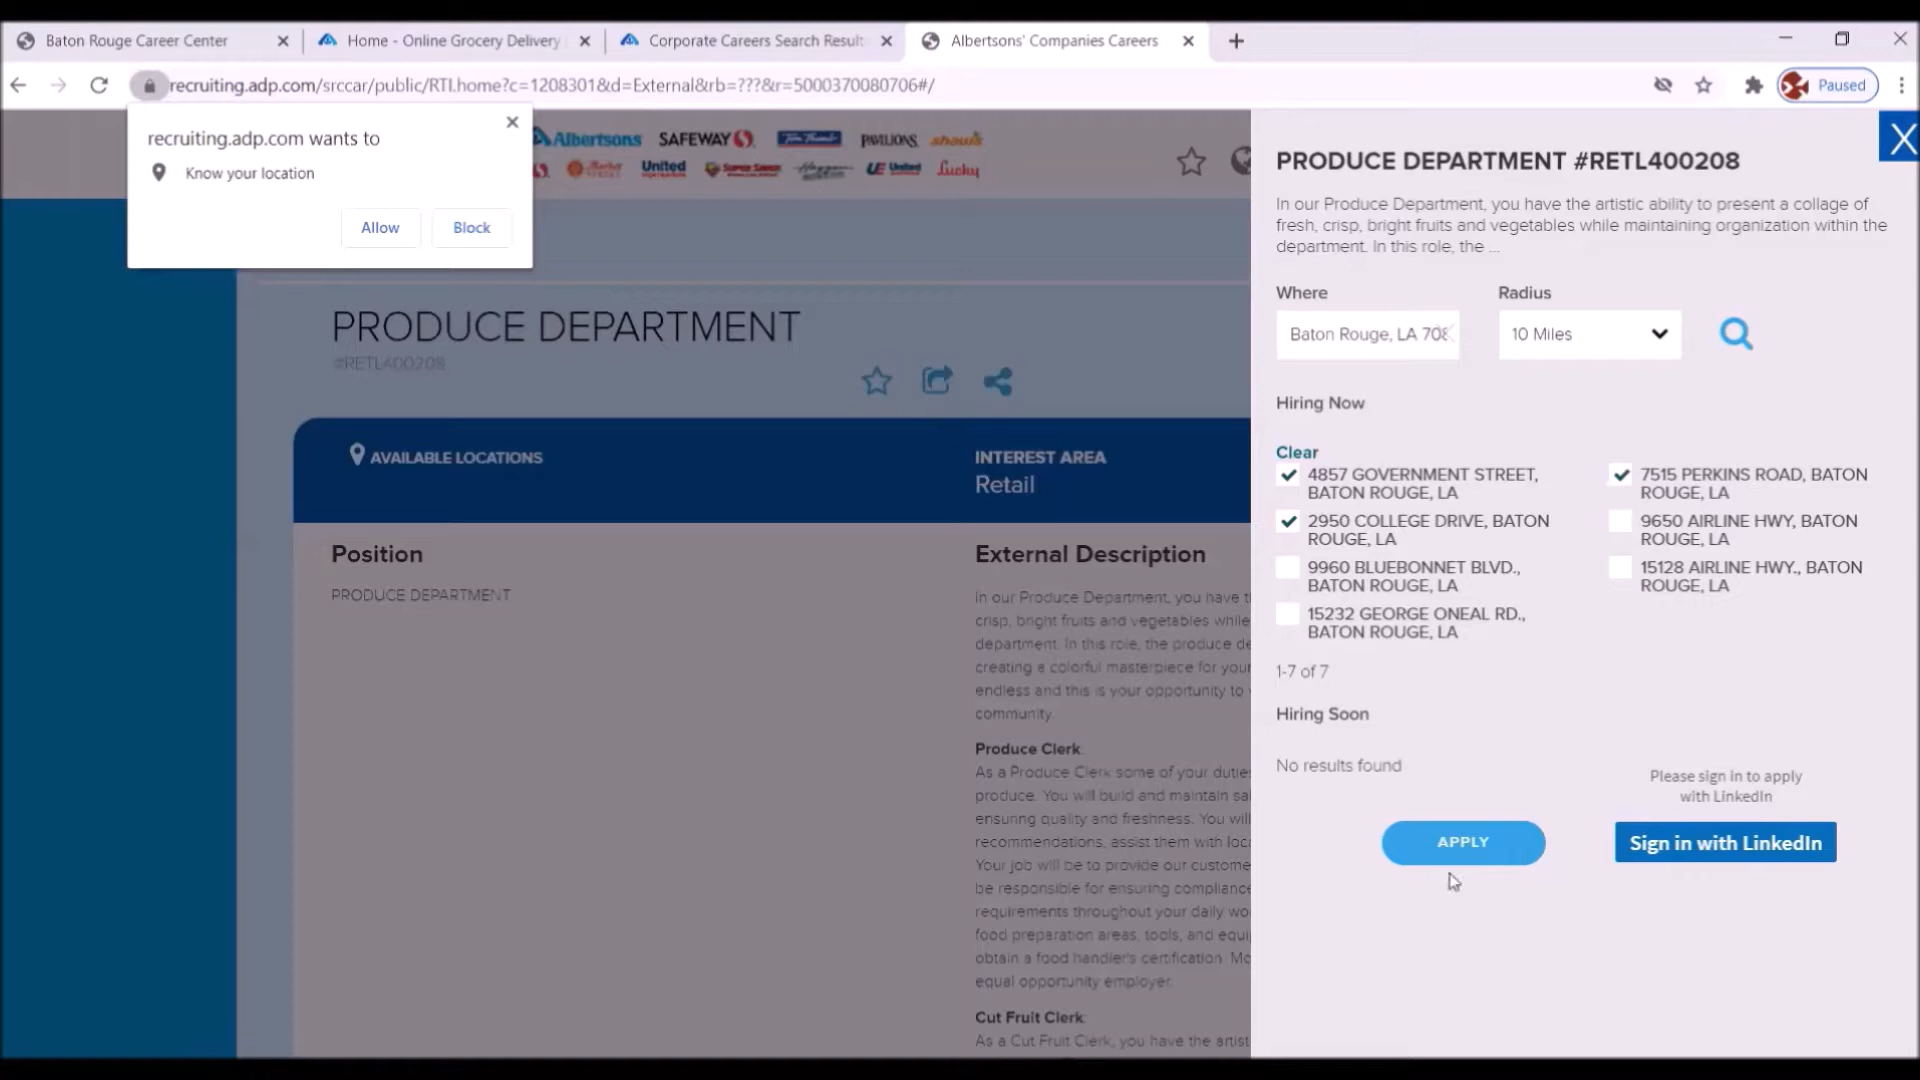 Baton Rouge Career Center
Home - Online Grocery Delivery
Corporate Careers Search Result
Albertsons' Companies Careers
recruiting.adp.com/srccar/public/RTI.home?c=1208301&d=External&rb=???&r=5000370080706#/
Paused
recruiting.adp.com wants to
Know your location
Allow
Block
Albertsons SAFEWAY Tom Thumb PAVILIONS shaws
Market Street United SUPER SAVER Haggen United Lucky
PRODUCE DEPARTMENT
#RETL400208
AVAILABLE LOCATIONS
INTEREST AREA
Retail
Position
PRODUCE DEPARTMENT
External Description
In our Produce Department, you have t
crisp, bright fruits and vegetables while
department. In this role, the produce de
creating a colorful masterpiece for your
endless and this is your opportunity to
community.
Produce Clerk:
As a Produce Clerk some of your duties
produce. You will build and maintain sa
ensuring quality and freshness. You will
recommendations, assist them with loc
Your job will be to provide our custome
be responsible for ensuring compliance
requirements throughout your daily wo
food preparation areas, tools, and equi
obtain a food handler's certification. Mo
equal opportunity employer.
Cut Fruit Clerk:
As a Cut Fruit Clerk, you have the artist
X
PRODUCE DEPARTMENT #RETL400208
In our Produce Department, you have the artistic ability to present a collage of
fresh, crisp, bright fruits and vegetables while maintaining organization within the
department. In this role, the ...
Where
Radius
Baton Rouge, LA 708
10 Miles
Hiring Now
Clear
4857 GOVERNMENT STREET,
BATON ROUGE, LA
7515 PERKINS ROAD, BATON
ROUGE, LA
2950 COLLEGE DRIVE, BATON
ROUGE, LA
9650 AIRLINE HWY, BATON
ROUGE, LA
9960 BLUEBONNET BLVD.,
BATON ROUGE, LA
15128 AIRLINE HWY., BATON
ROUGE, LA
15232 GEORGE ONEAL RD.,
BATON ROUGE, LA
1-7 of 7
Hiring Soon
No results found
Please sign in to apply
with LinkedIn
APPLY
Sign in with LinkedIn